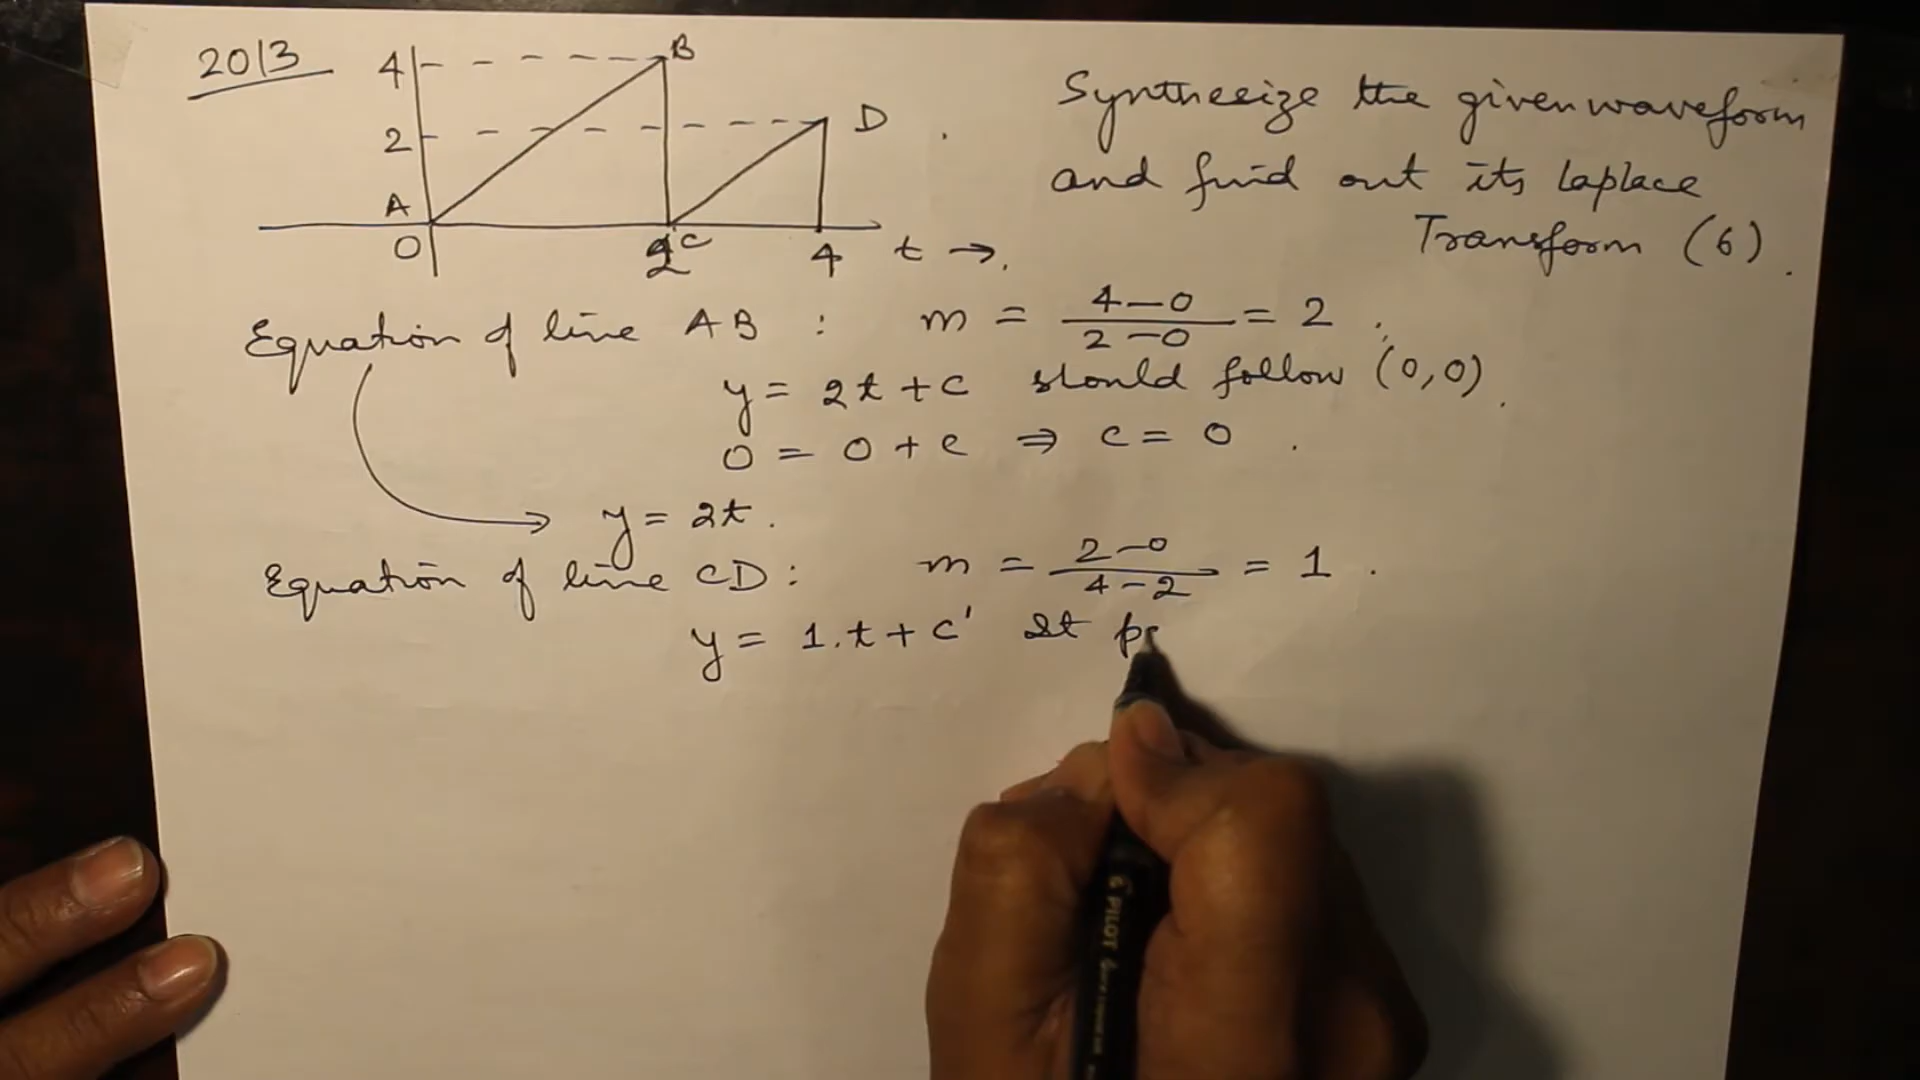 2013
4 B
2 D
A
0 2 C 4 t →
Syntheeize the given waveform
and find out its laplace
Transform (6).
Equation of line AB : m = 4-0 / 2-0 = 2 ;
y = 2t + c should follow (0,0).
0 = 0 + c ⇒ c = 0 .
y = 2t .
Equation of line CD : m = 2-0 / 4-2 = 1 .
y = 1.t + c' It
PILOT